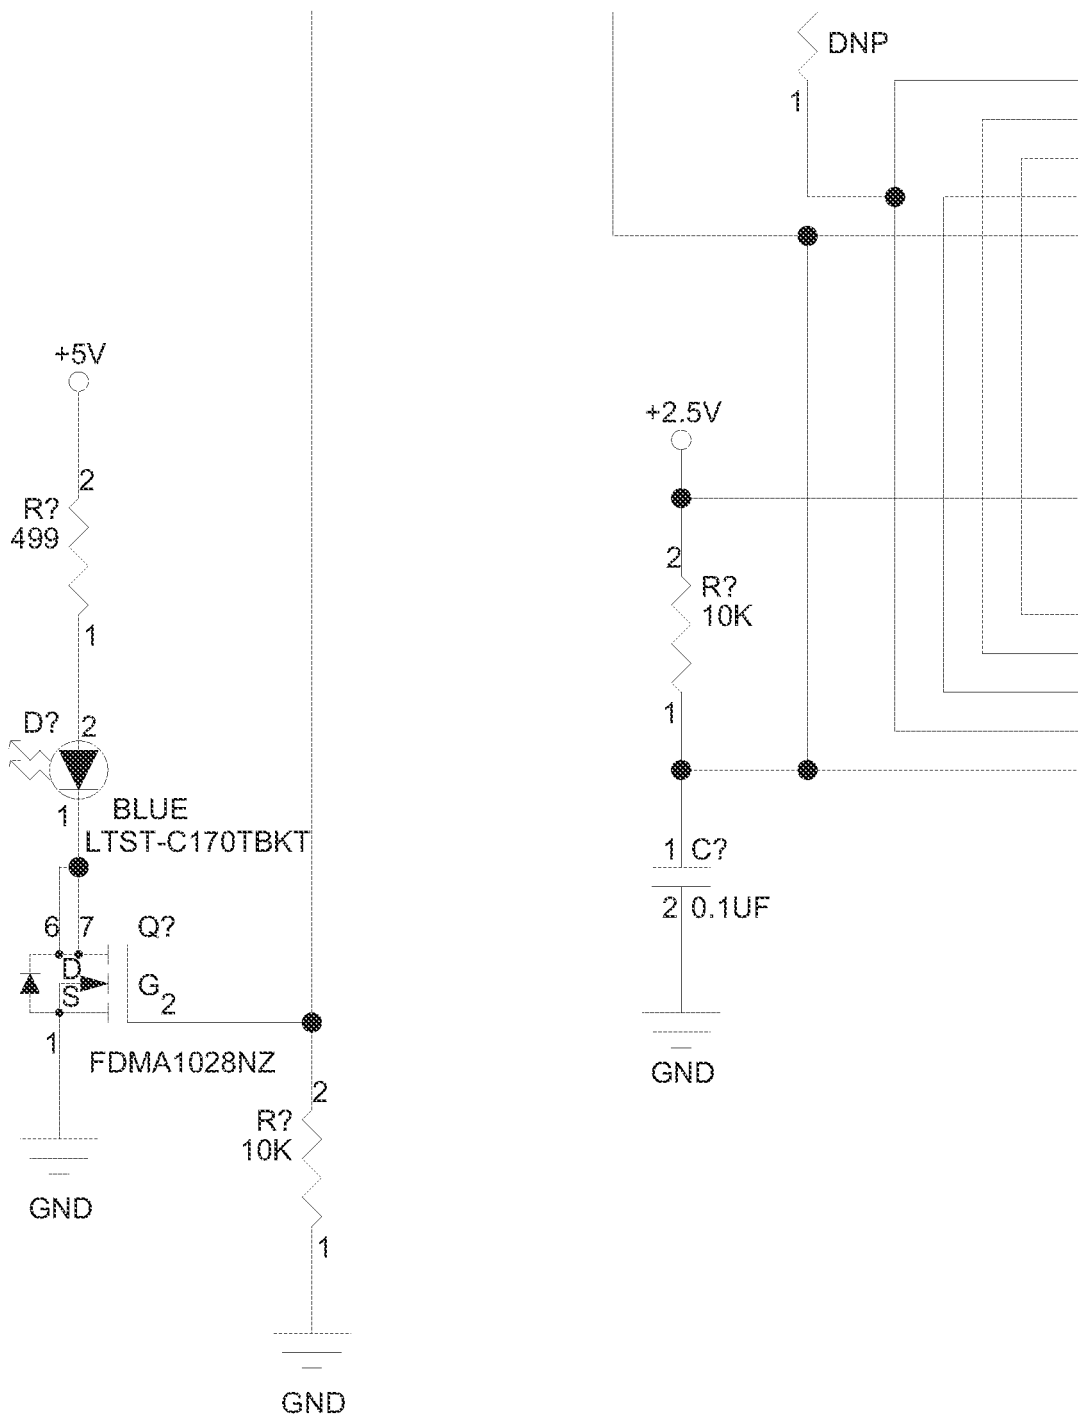 DNP
1
+5V
+2.5V
2
R?
499
2
R?
10K
1
1
D?
2
1
BLUE
LTST-C170TBKT
1
C?
2
0.1UF
6
7
Q?
D
S
G
2
1
FDMA1028NZ
GND
2
R?
10K
GND
1
GND